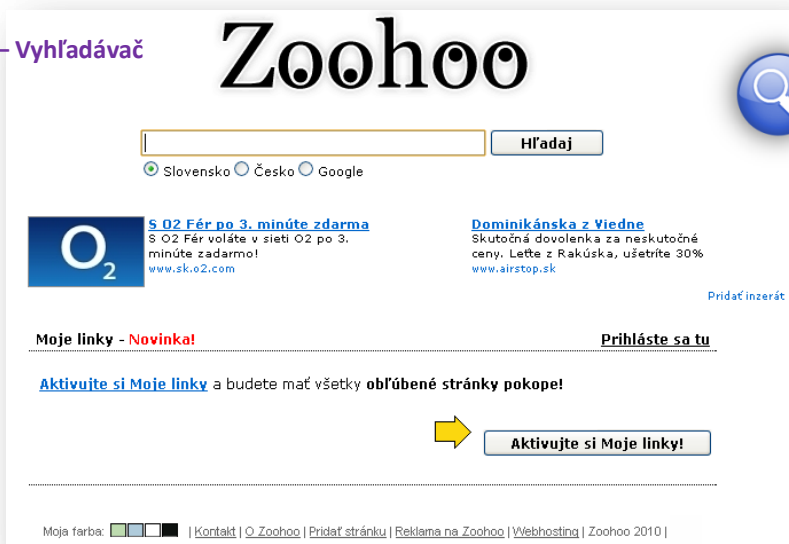 – Vyhľadávač
Zoohoo
Hľadaj
Slovensko Česko Google
O2
S O2 Fér po 3. minúte zdarma
S O2 Fér voláte v sieti O2 po 3.
minúte zadarmo!
www.sk.o2.com
Dominikánska z Viedne
Skutočná dovolenka za neskutočné
ceny. Leťte z Rakúska, ušetríte 30%
www.airstop.sk
Pridať inzerát
Moje linky - Novinka! Prihláste sa tu
Aktivujte si Moje linky a budete mať všetky obľúbené stránky pokope!
Aktivujte si Moje linky!
Moja farba: | Kontakt | O Zoohoo | Pridať stránku | Reklama na Zoohoo | Webhosting | Zoohoo 2010 |